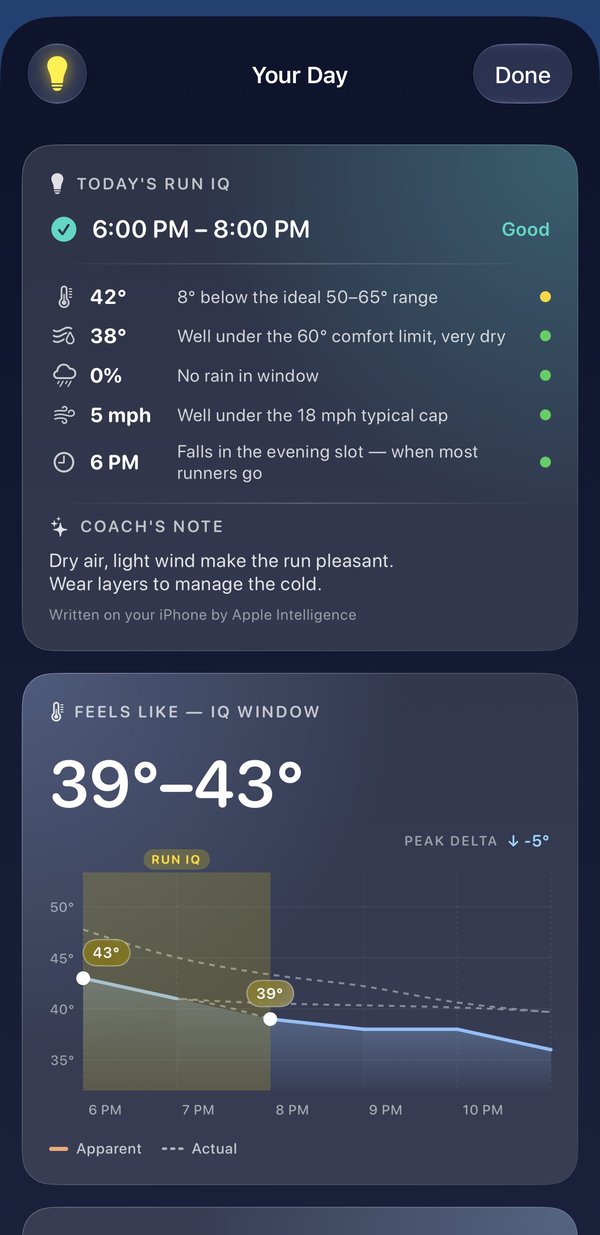 Your Day
Done
TODAY'S RUN IQ
6:00 PM – 8:00 PM
Good
42° 8° below the ideal 50–65° range
38° Well under the 60° comfort limit, very dry
0% No rain in window
5 mph Well under the 18 mph typical cap
6 PM Falls in the evening slot — when most
runners go
COACH'S NOTE
Dry air, light wind make the run pleasant.
Wear layers to manage the cold.
Written on your iPhone by Apple Intelligence
FEELS LIKE — IQ WINDOW
39°–43°
PEAK DELTA ↓ -5°
RUN IQ
50°
45°
43°
40°
39°
35°
6 PM 7 PM 8 PM 9 PM 10 PM
Apparent Actual